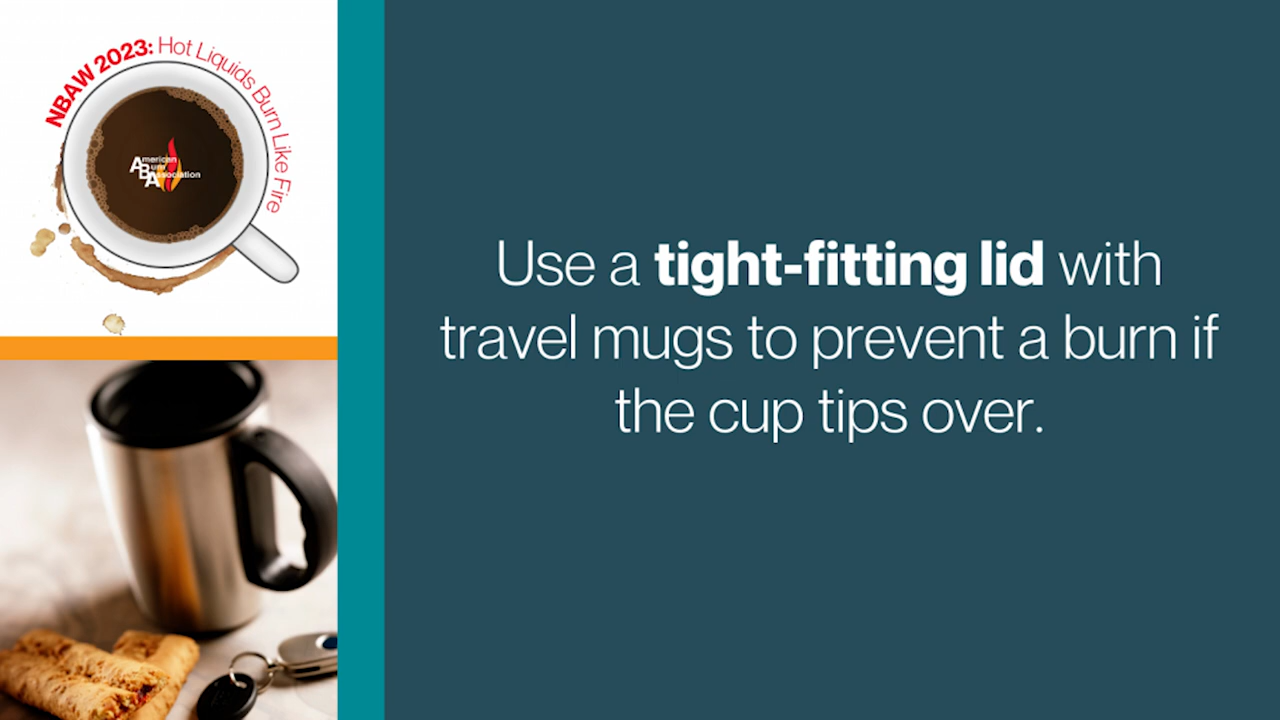 NBAW 2023: Hot Liquids Burn Like Fire
American
Burn
Association
Use a tight-fitting lid with
travel mugs to prevent a burn if
the cup tips over.